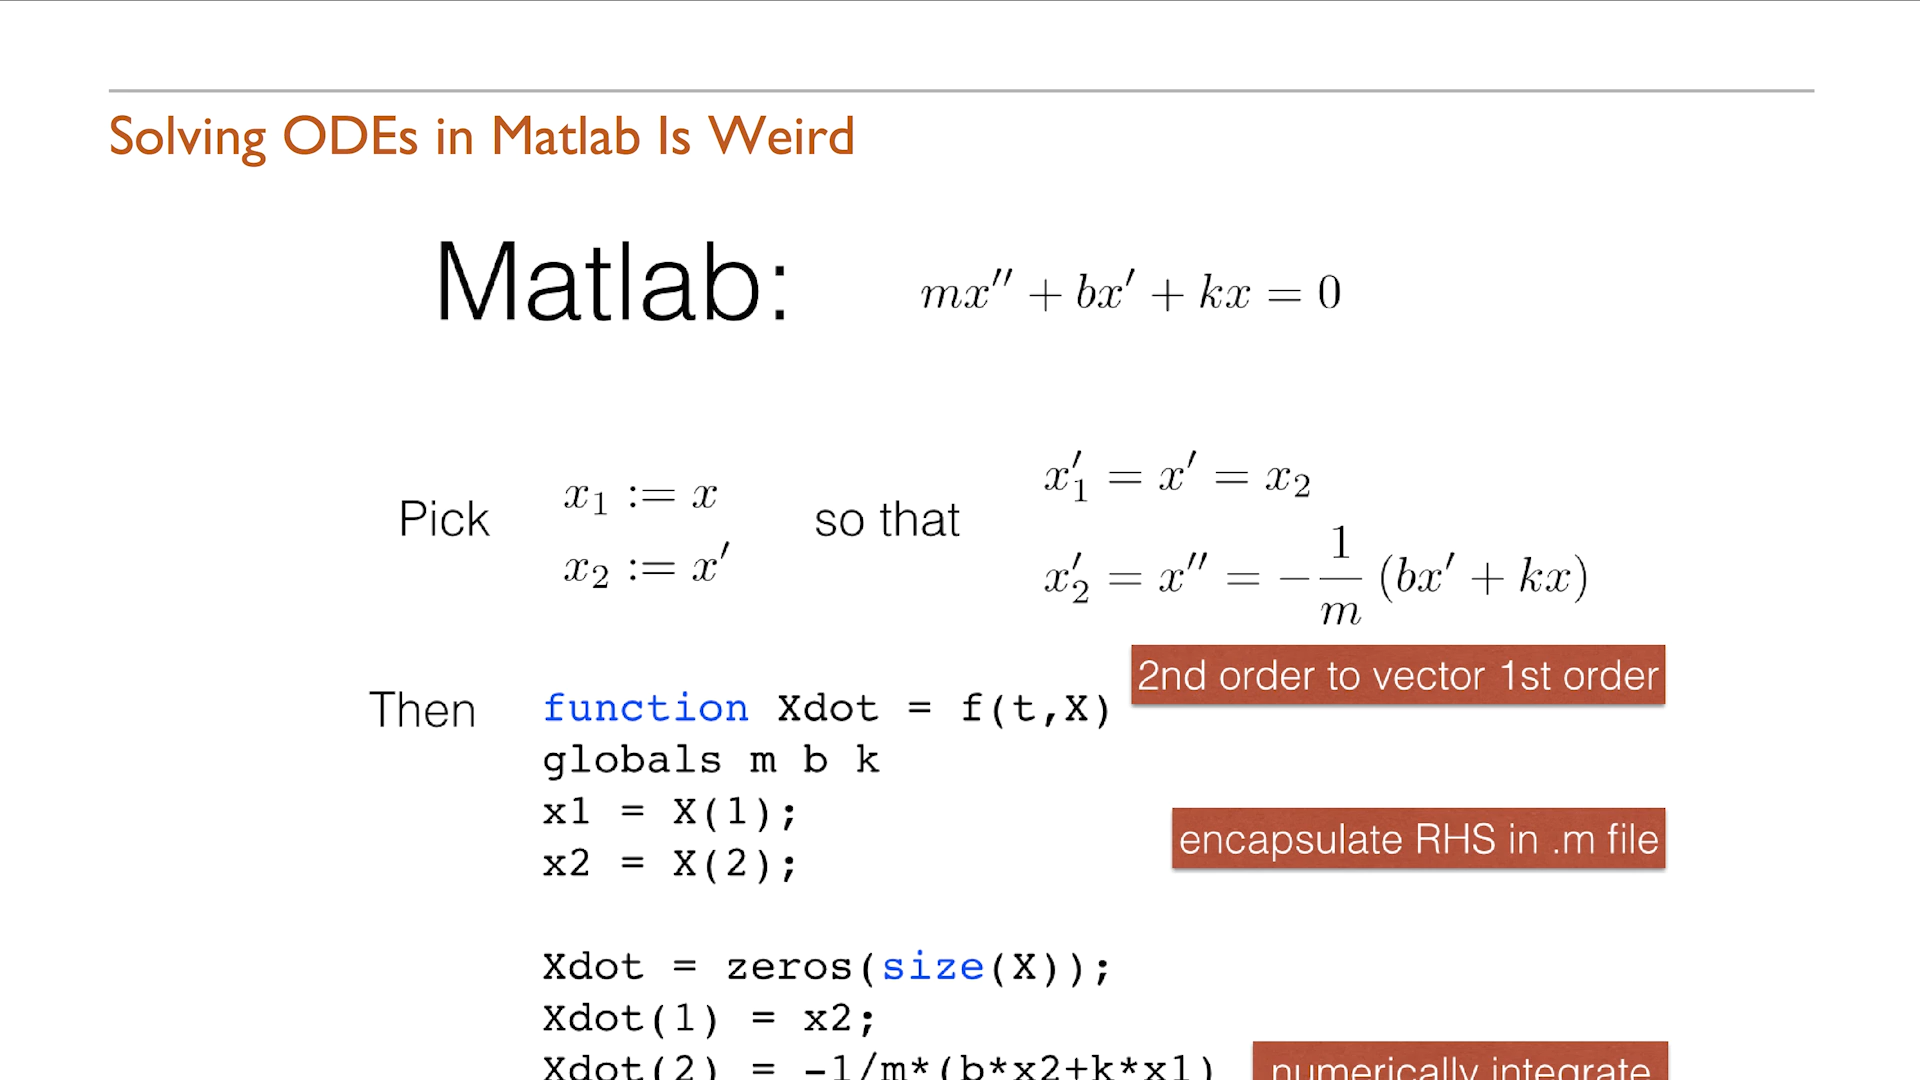 Solving ODEs in Matlab Is Weird
Matlab: mx′′ + bx′ + kx = 0
Pick x₁ := x
x₂ := x′
so that x₁′ = x′ = x₂
x₂′ = x′′ = −1/m (bx′ + kx)
2nd order to vector 1st order
Then function Xdot = f(t,X)
globals m b k
x1 = X(1);
x2 = X(2);
encapsulate RHS in .m file
Xdot = zeros(size(X));
Xdot(1) = x2;
Xdot(2) = -1/m*(b*x2+k*x1)
numerically integrate